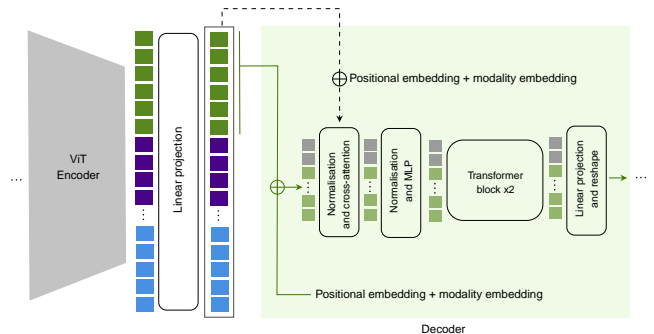 ...
ViT
Encoder
Linear projection
Positional embedding + modality embedding
Normalisation
and cross-attention
Normalisation
and MLP
Transformer
block x2
Linear projection
and reshape
...
Positional embedding + modality embedding
Decoder